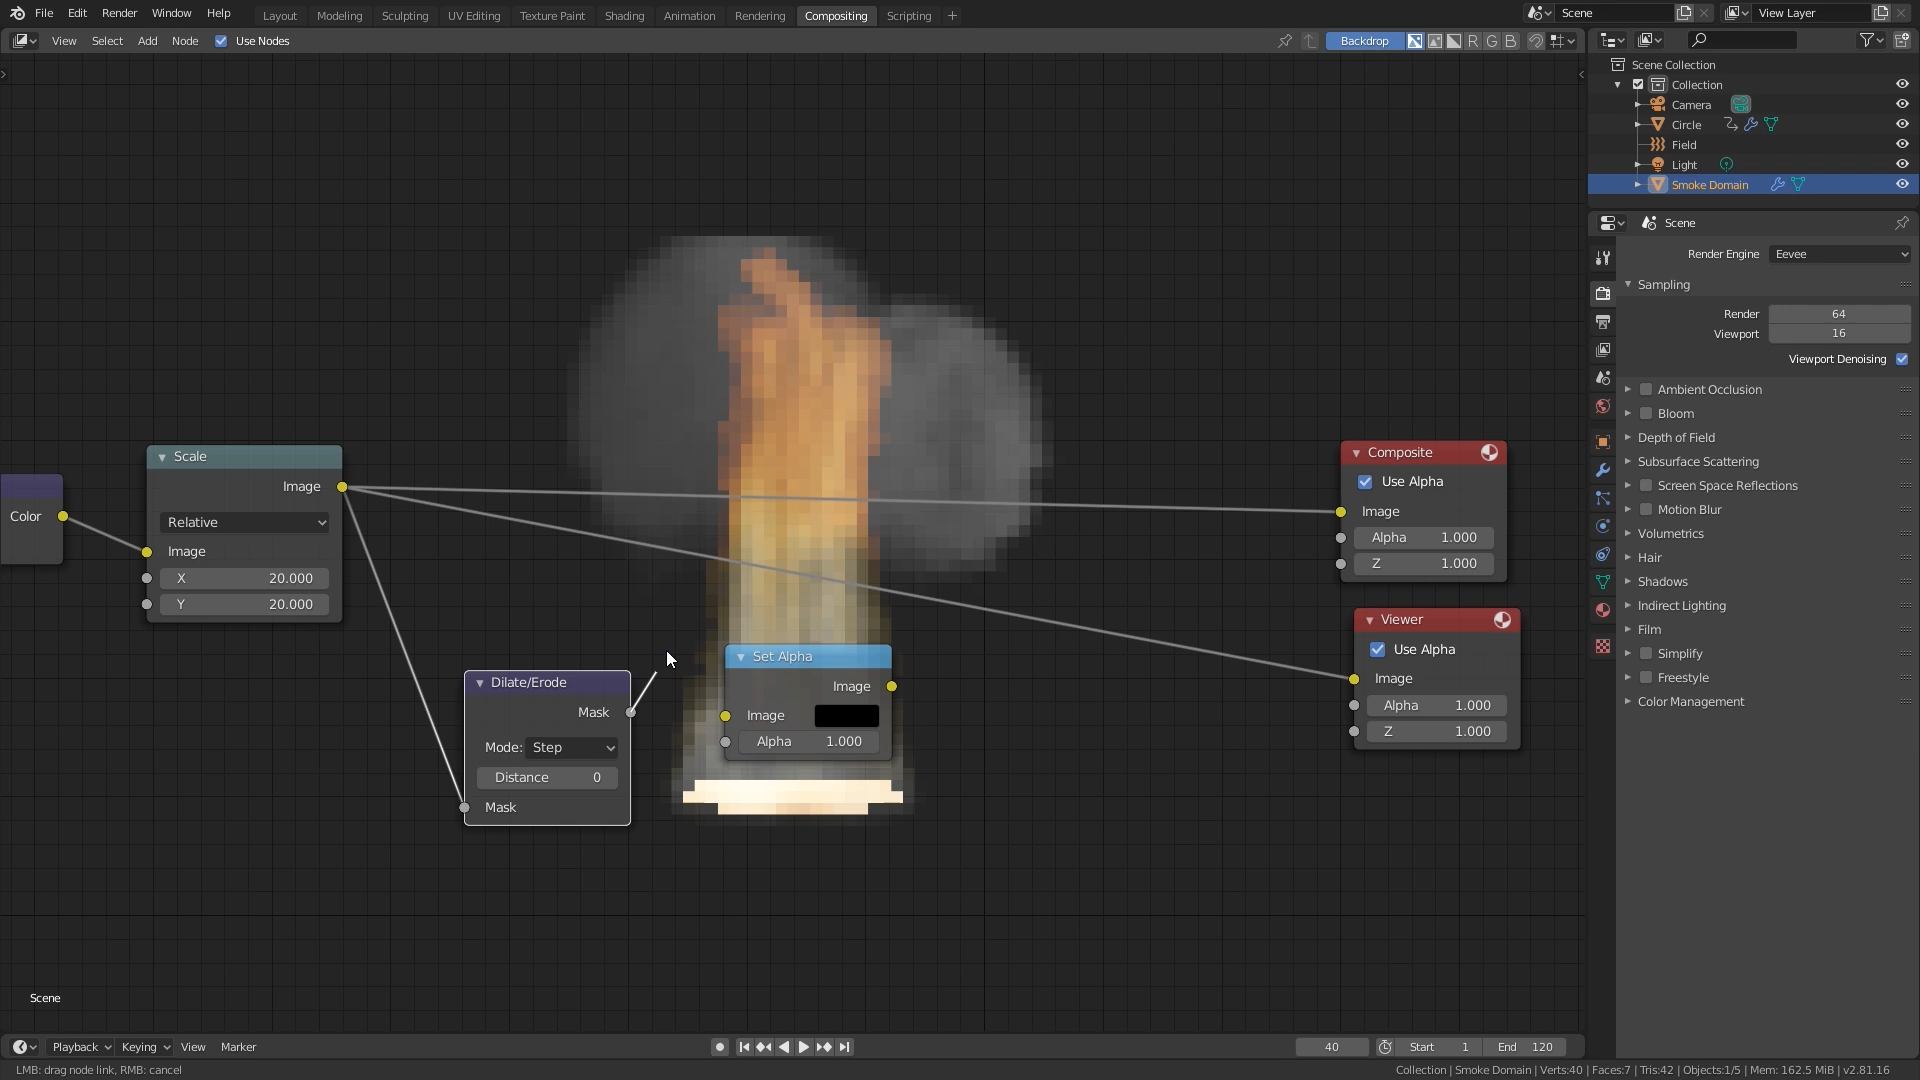 File Edit Render Window Help Layout Modeling Sculpting UV Editing Texture Paint Shading Animation Rendering Compositing Scripting + Scene View Layer
View Select Add Node Use Nodes Backdrop R G B
Scene Collection
Collection
Camera
Circle
Field
Light
Smoke Domain
Scene
Render Engine Eevee
Sampling
Render 64
Viewport 16
Viewport Denoising
Ambient Occlusion
Bloom
Depth of Field
Subsurface Scattering
Screen Space Reflections
Motion Blur
Volumetrics
Hair
Shadows
Indirect Lighting
Film
Simplify
Freestyle
Color Management
Color
Scale
Image
Relative
Image
X 20.000
Y 20.000
Dilate/Erode
Mask
Mode: Step
Distance 0
Mask
Set Alpha
Image
Image
Alpha 1.000
Composite
Use Alpha
Image
Alpha 1.000
Z 1.000
Viewer
Use Alpha
Image
Alpha 1.000
Z 1.000
Scene
Playback Keying View Marker 40 Start 1 End 120
LMB: drag node link, RMB: cancel Collection | Smoke Domain | Verts:40 | Faces:7 | Tris:42 | Objects:1/5 | Mem: 162.5 MiB | v2.81.16